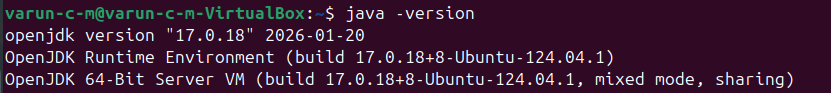 varun-c-m@varun-c-m-VirtualBox:~$ java -version
openjdk version "17.0.18" 2026-01-20
OpenJDK Runtime Environment (build 17.0.18+8-Ubuntu-124.04.1)
OpenJDK 64-Bit Server VM (build 17.0.18+8-Ubuntu-124.04.1, mixed mode, sharing)